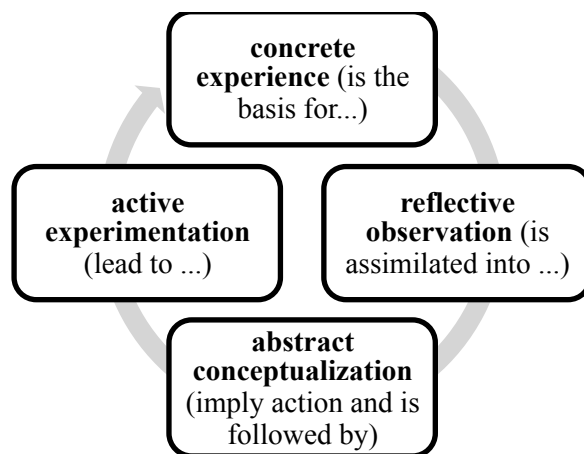 concrete
experience (is the
basis for...)
active
experimentation
(lead to ...)
reflective
observation (is
assimilated into ...)
abstract
conceptualization
(imply action and is
followed by)